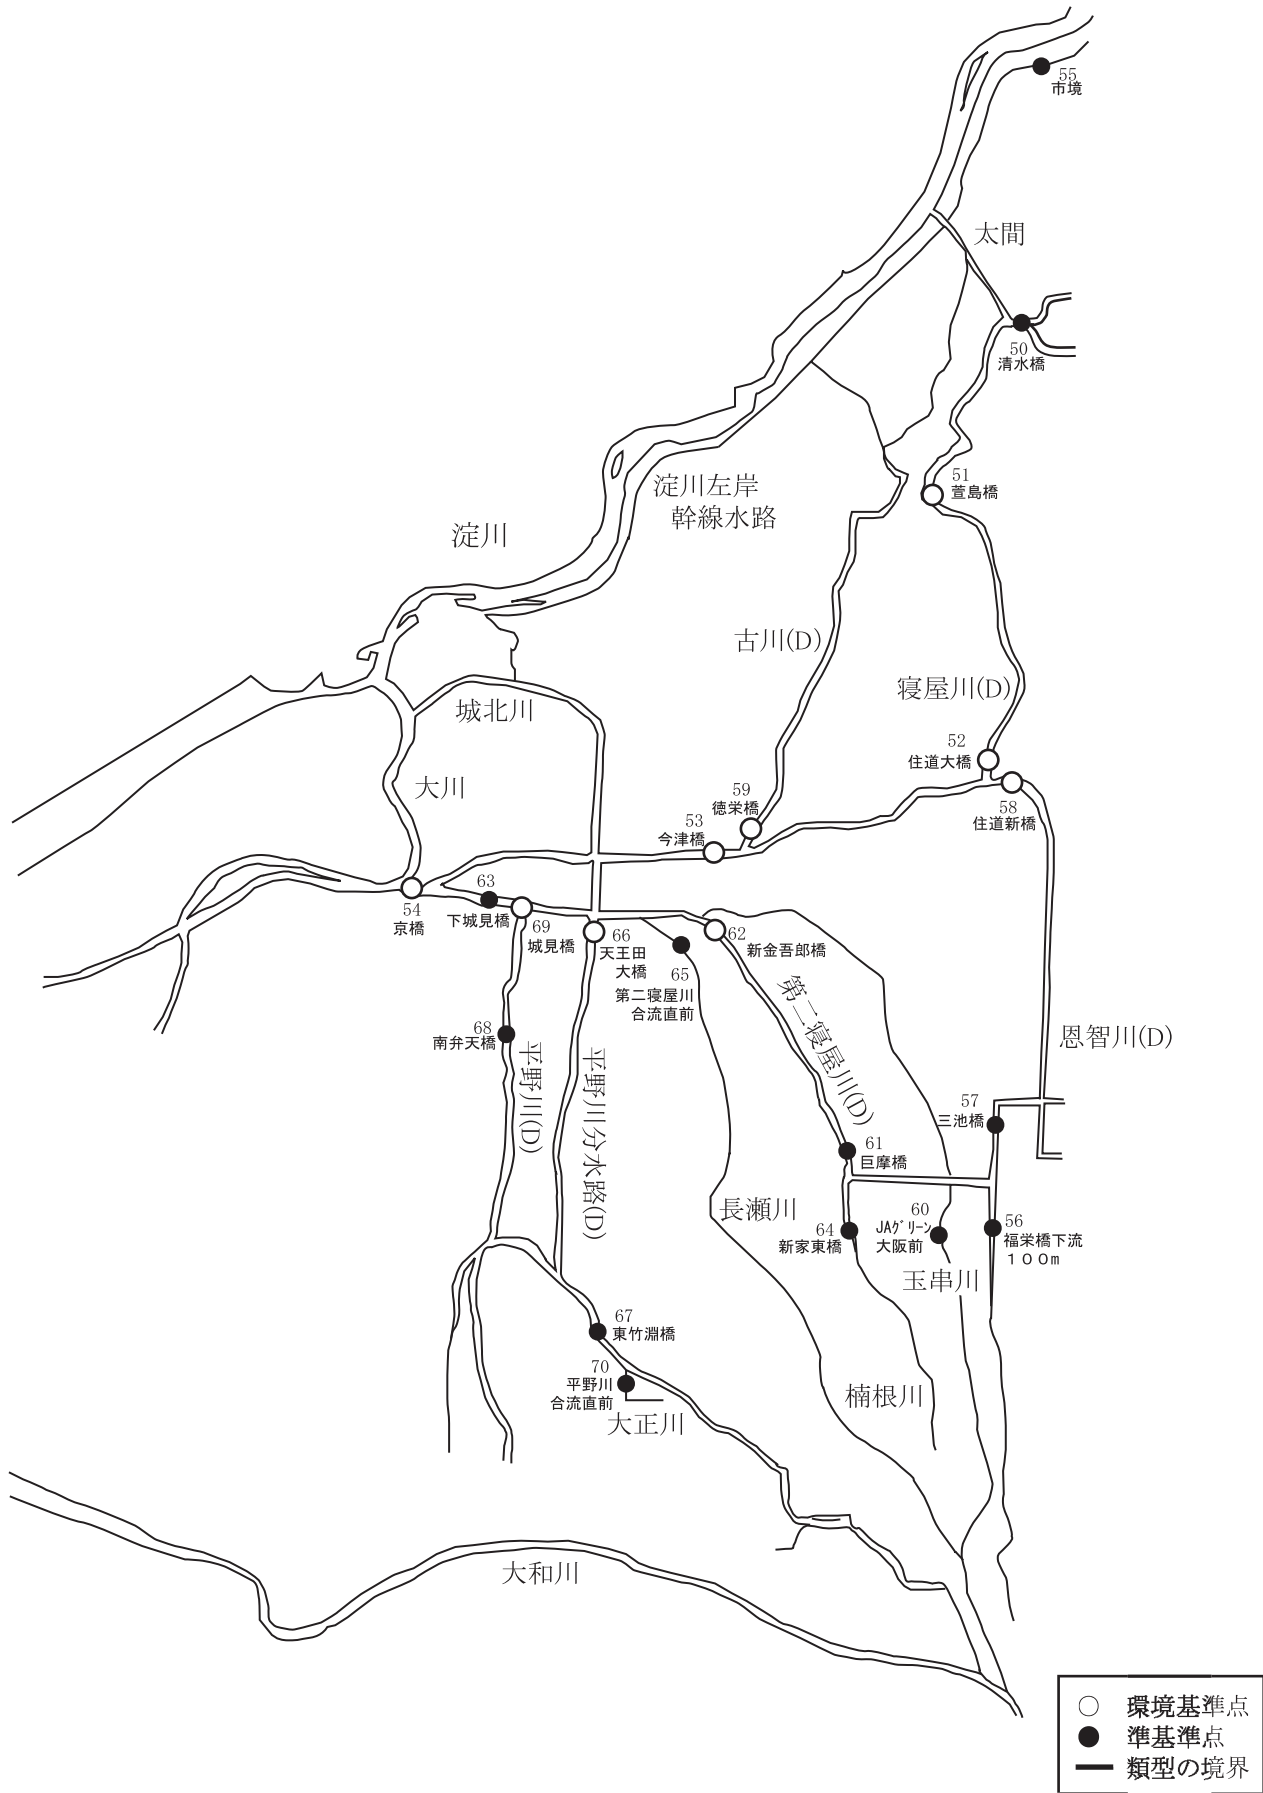 55
市境
太間
50
清水橋
51
萱島橋
淀川左岸
幹線水路
淀川
古川(D)
寝屋川(D)
城北川
52
住道大橋
大川
59
徳栄橋
58
住道新橋
53
今津橋
63
下城見橋
54
京橋
69
城見橋
66
天王田
大橋
62
新金吾郎橋
65
第二寝屋川
合流直前
第二寝屋川(D)
68
南弁天橋
平野川(D)
平野川分水路(D)
恩智川(D)
57
三池橋
61
巨摩橋
長瀬川
64
新家東橋
60
JAグリーン
大阪前
56
福栄橋下流
100m
玉串川
67
東竹淵橋
70
平野川
合流直前
大正川
楠根川
大和川
環境基準点
準基準点
類型の境界